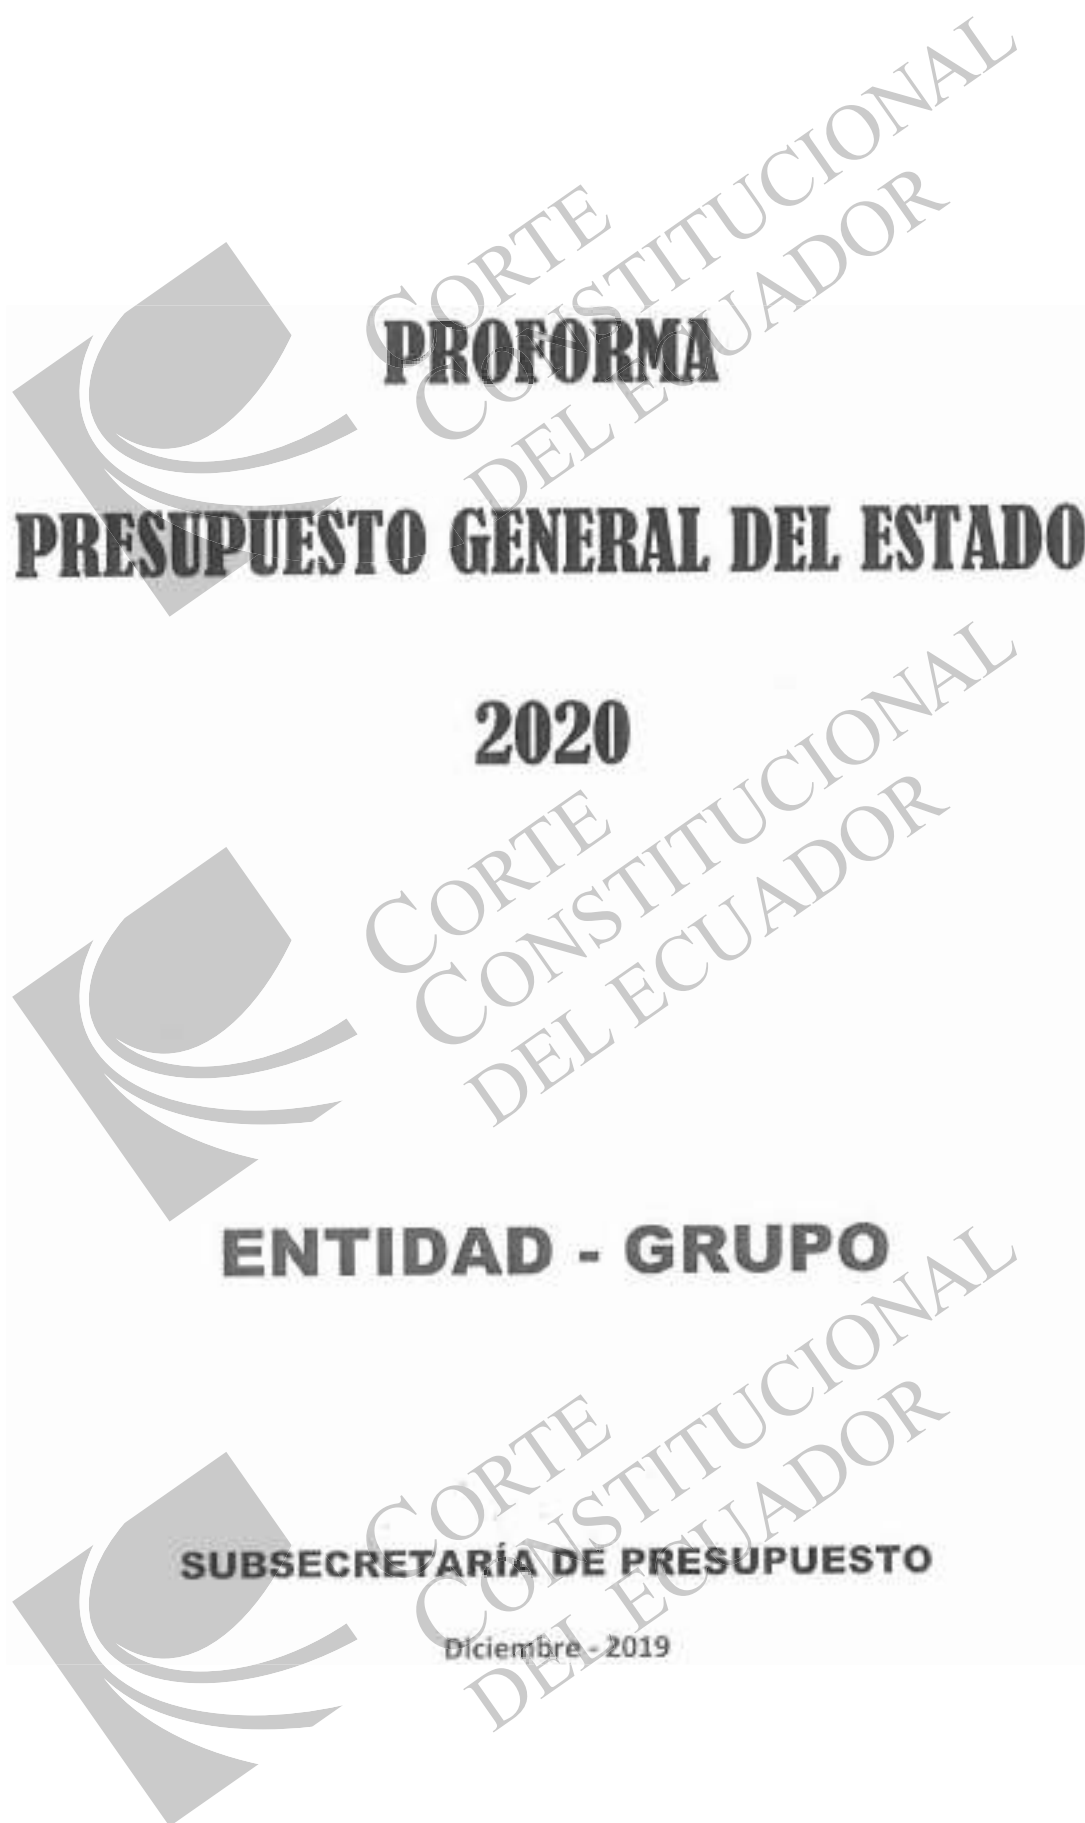 PROFORMA
PRESUPUESTO GENERAL DEL ESTADO
2020
ENTIDAD - GRUPO
SUBSECRETARÍA DE PRESUPUESTO
Diciembre - 2019
CORTE
CONSTITUCIONAL
DEL ECUADOR
CORTE
CONSTITUCIONAL
DEL ECUADOR
CORTE
CONSTITUCIONAL
DEL ECUADOR